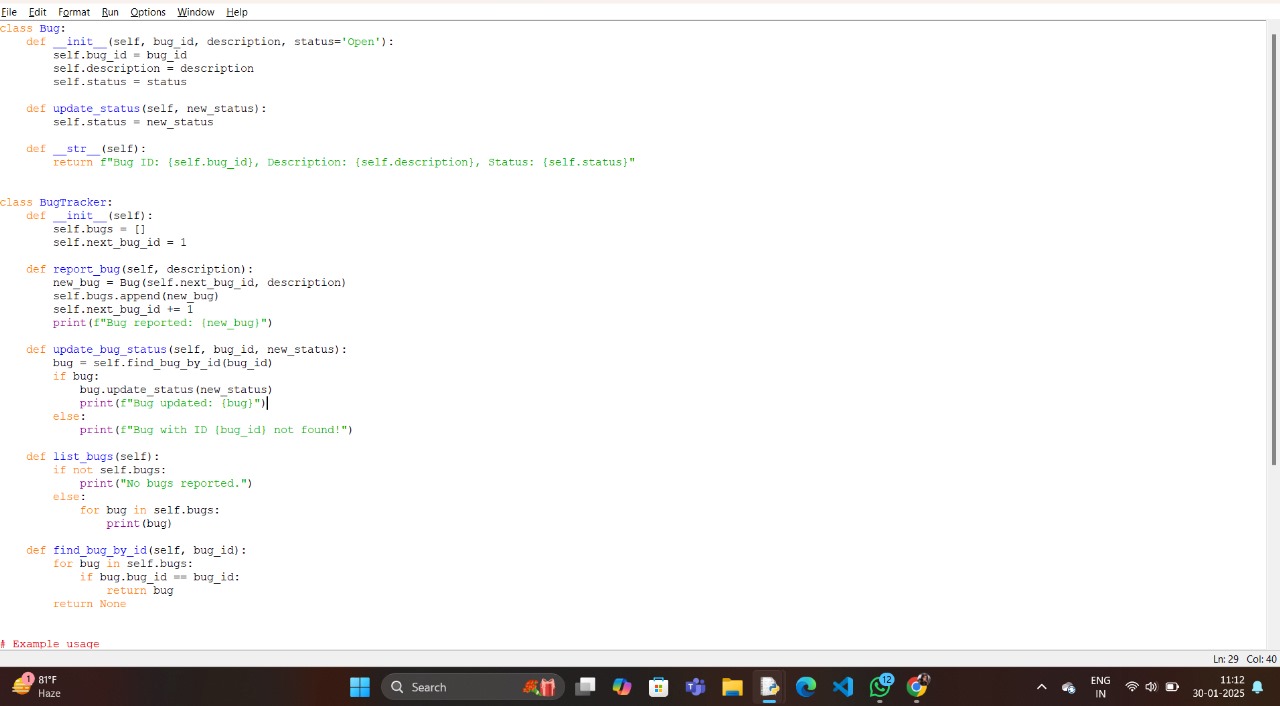 File Edit Format Run Options Window Help
class Bug:
    def __init__(self, bug_id, description, status='Open'):
        self.bug_id = bug_id
        self.description = description
        self.status = status

    def update_status(self, new_status):
        self.status = new_status

    def __str__(self):
        return f"Bug ID: {self.bug_id}, Description: {self.description}, Status: {self.status}"


class BugTracker:
    def __init__(self):
        self.bugs = []
        self.next_bug_id = 1

    def report_bug(self, description):
        new_bug = Bug(self.next_bug_id, description)
        self.bugs.append(new_bug)
        self.next_bug_id += 1
        print(f"Bug reported: {new_bug}")

    def update_bug_status(self, bug_id, new_status):
        bug = self.find_bug_by_id(bug_id)
        if bug:
            bug.update_status(new_status)
            print(f"Bug updated: {bug}")
        else:
            print(f"Bug with ID {bug_id} not found!")

    def list_bugs(self):
        if not self.bugs:
            print("No bugs reported.")
        else:
            for bug in self.bugs:
                print(bug)

    def find_bug_by_id(self, bug_id):
        for bug in self.bugs:
            if bug.bug_id == bug_id:
                return bug
        return None


# Example usage
Ln: 29 Col: 40
1
81°F
Haze
Search
12
ENG
IN
11:12
30-01-2025